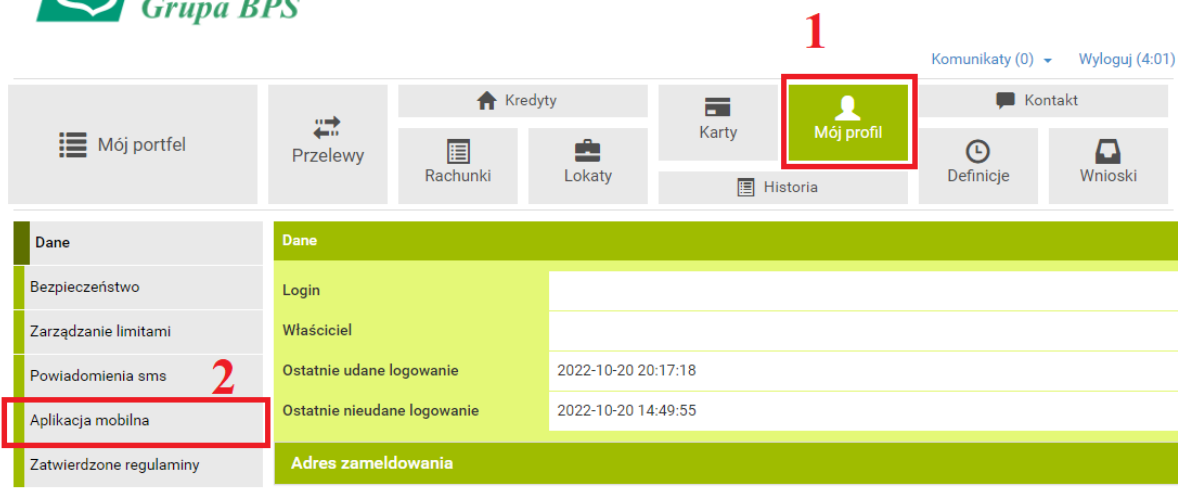 Grupa BPS
1
Komunikaty (0) Wyloguj (4:01)
Mój portfel
Przelewy
Kredyty
Rachunki
Lokaty
Karty
Mój profil
Historia
Kontakt
Definicje
Wnioski
Dane
Bezpieczeństwo
Zarządzanie limitami
Powiadomienia sms
2
Aplikacja mobilna
Zatwierdzone regulaminy
Dane
Login
Właściciel
Ostatnie udane logowanie 2022-10-20 20:17:18
Ostatnie nieudane logowanie 2022-10-20 14:49:55
Adres zameldowania